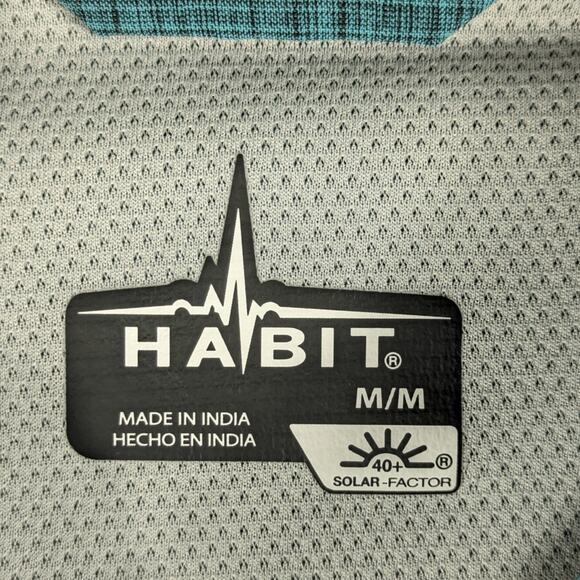 HABIT®
M/M
MADE IN INDIA
HECHO EN INDIA
40+ ®
SOLAR-FACTOR